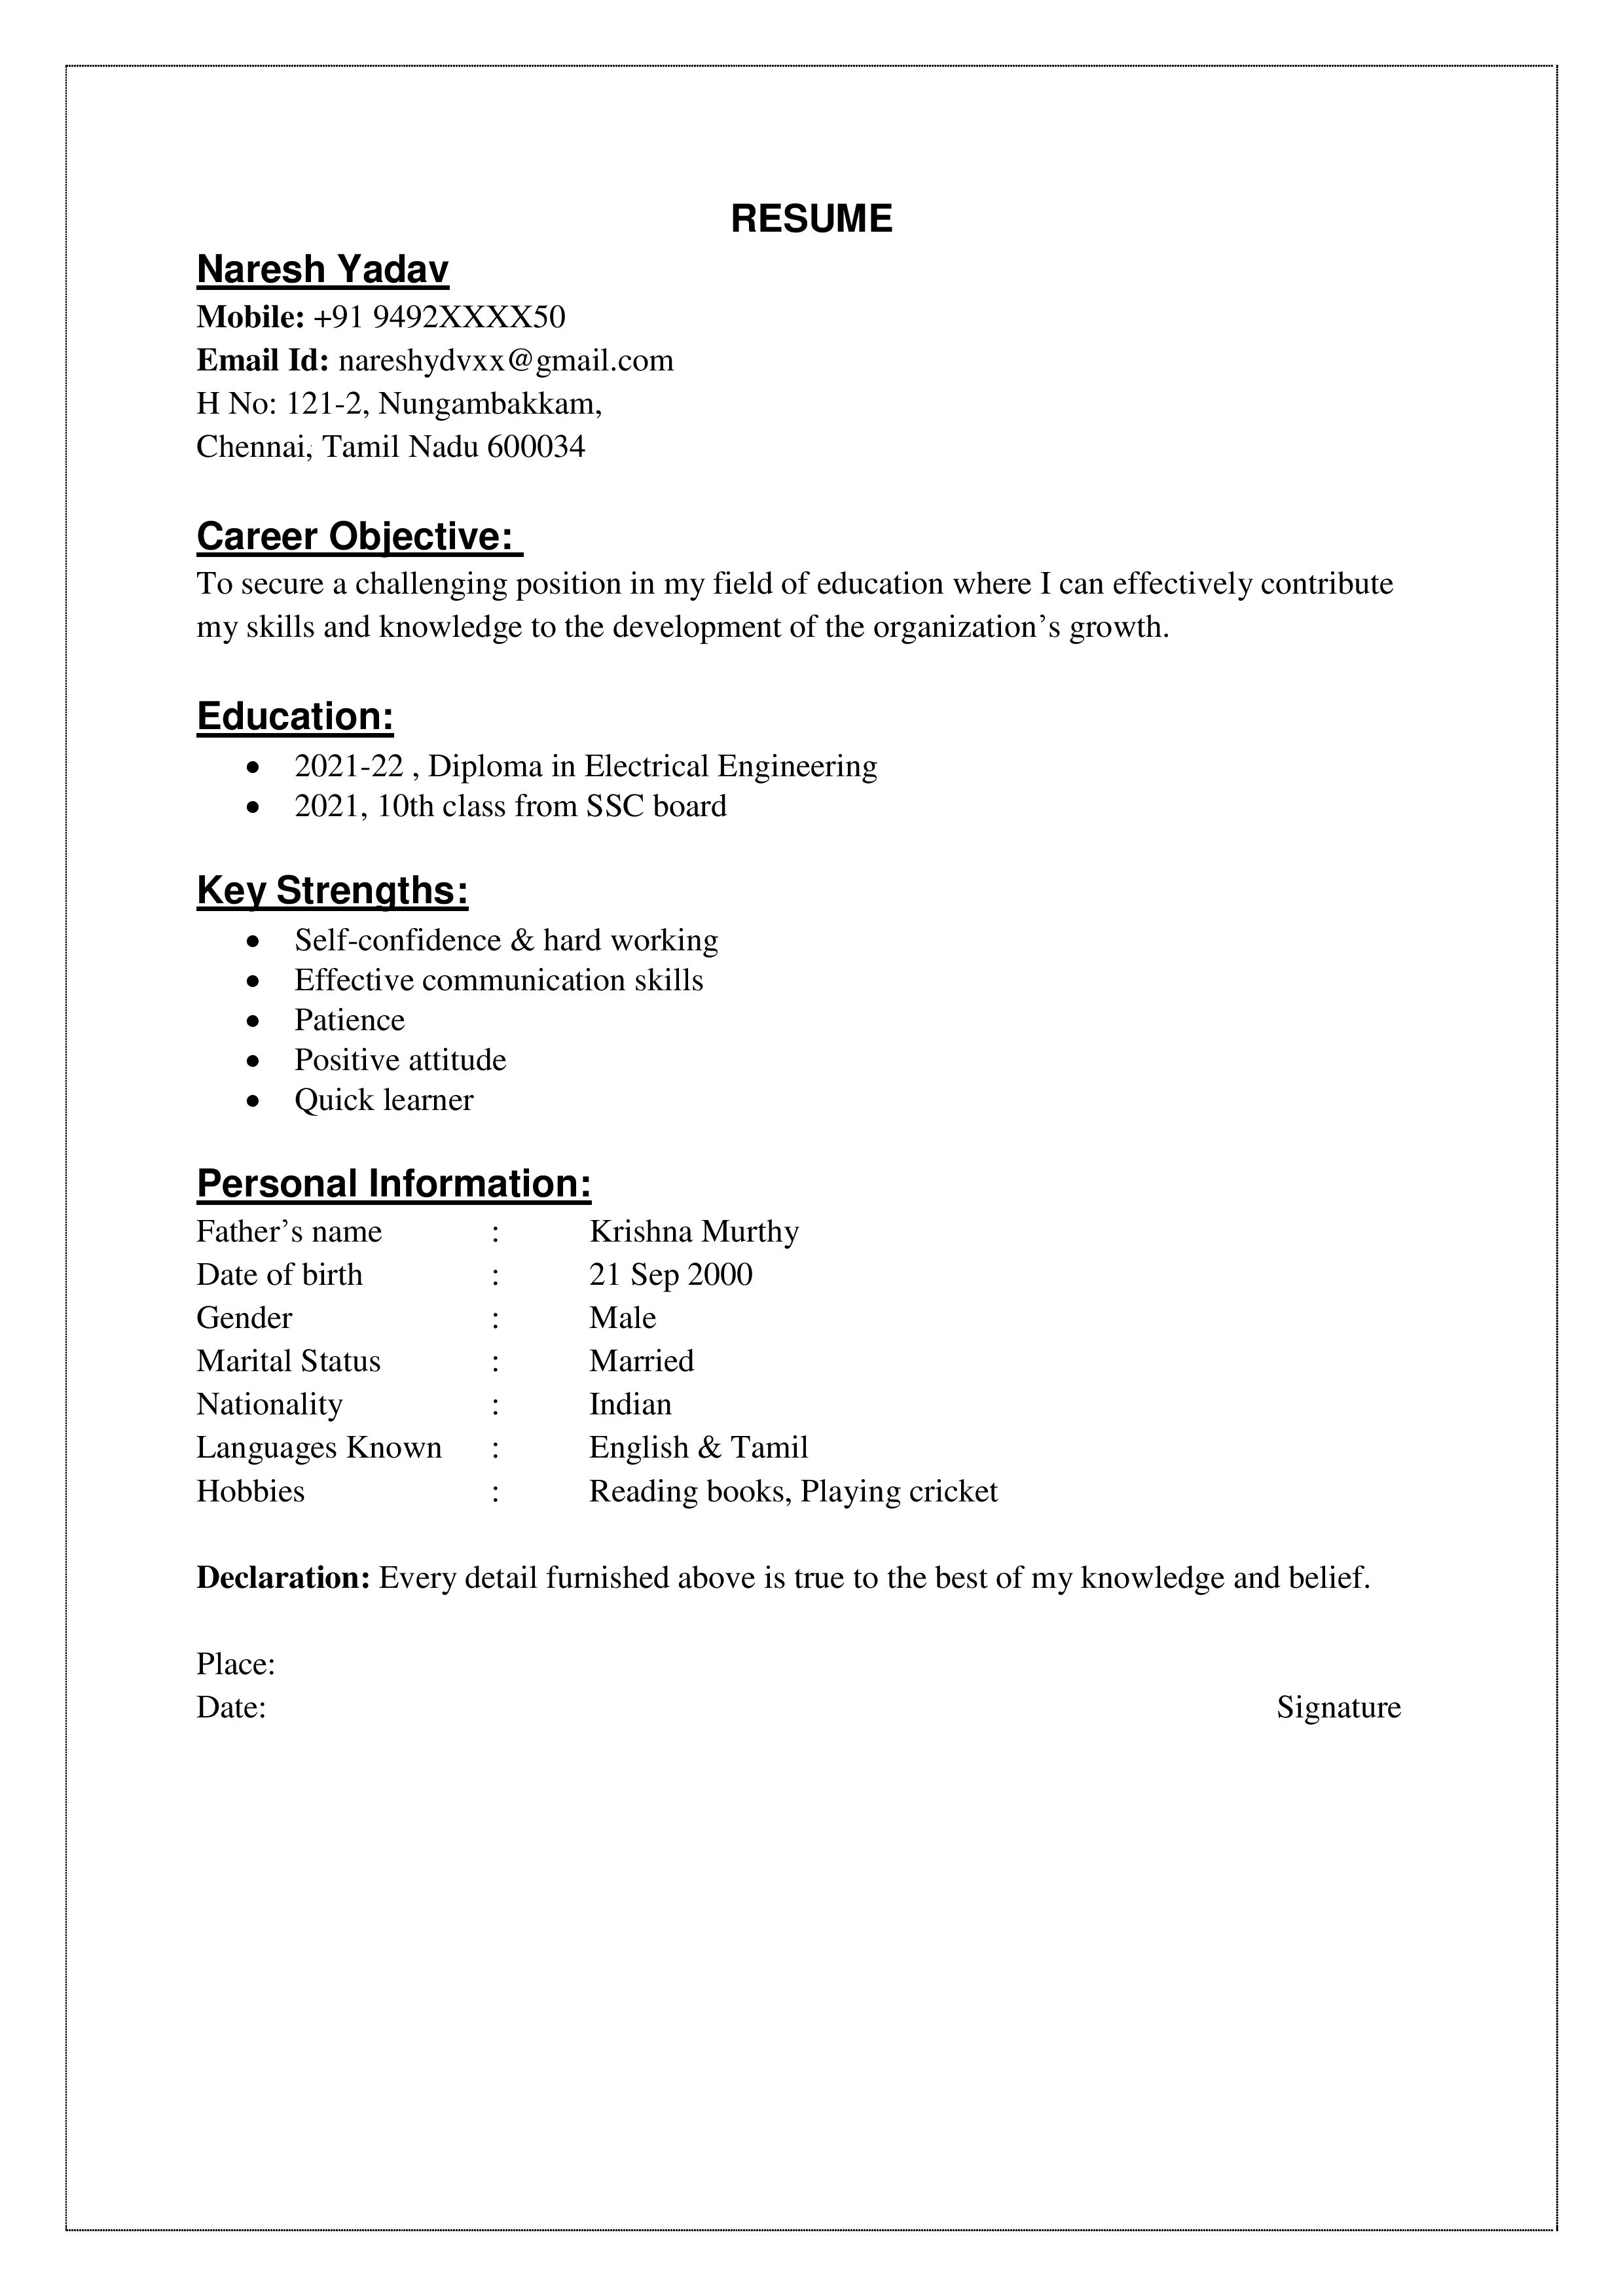 RESUME
Naresh Yadav
Mobile: +91 9492XXXX50
Email Id: nareshydvxx@gmail.com
H No: 121-2, Nungambakkam,
Chennai, Tamil Nadu 600034
Career Objective:
To secure a challenging position in my field of education where I can effectively contribute
my skills and knowledge to the development of the organization’s growth.
Education:
• 2021-22 , Diploma in Electrical Engineering
• 2021, 10th class from SSC board
Key Strengths:
• Self-confidence & hard working
• Effective communication skills
• Patience
• Positive attitude
• Quick learner
Personal Information:
Father’s name : Krishna Murthy
Date of birth : 21 Sep 2000
Gender : Male
Marital Status : Married
Nationality : Indian
Languages Known : English & Tamil
Hobbies : Reading books, Playing cricket
Declaration: Every detail furnished above is true to the best of my knowledge and belief.
Place:
Date: Signature